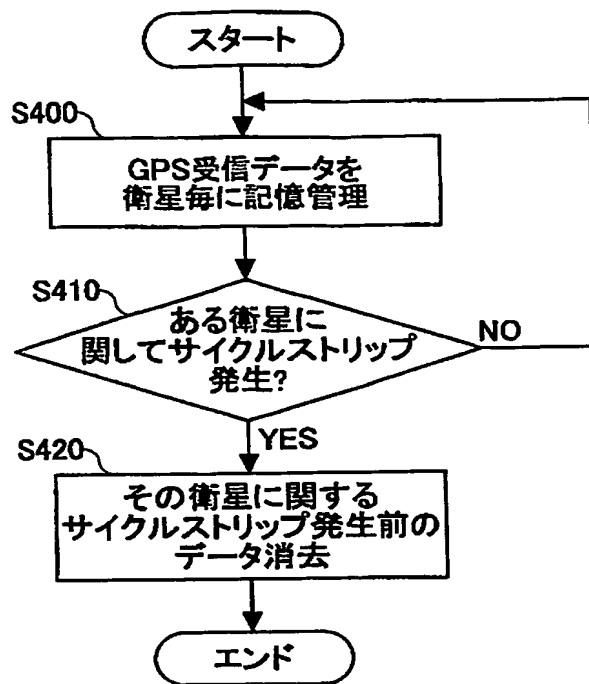 スタート
S400
GPS受信データを
衛星毎に記憶管理
S410
ある衛星に
関してサイクルストリップ
発生?
NO
YES
S420
その衛星に関する
サイクルストリップ発生前の
データ消去
エンド